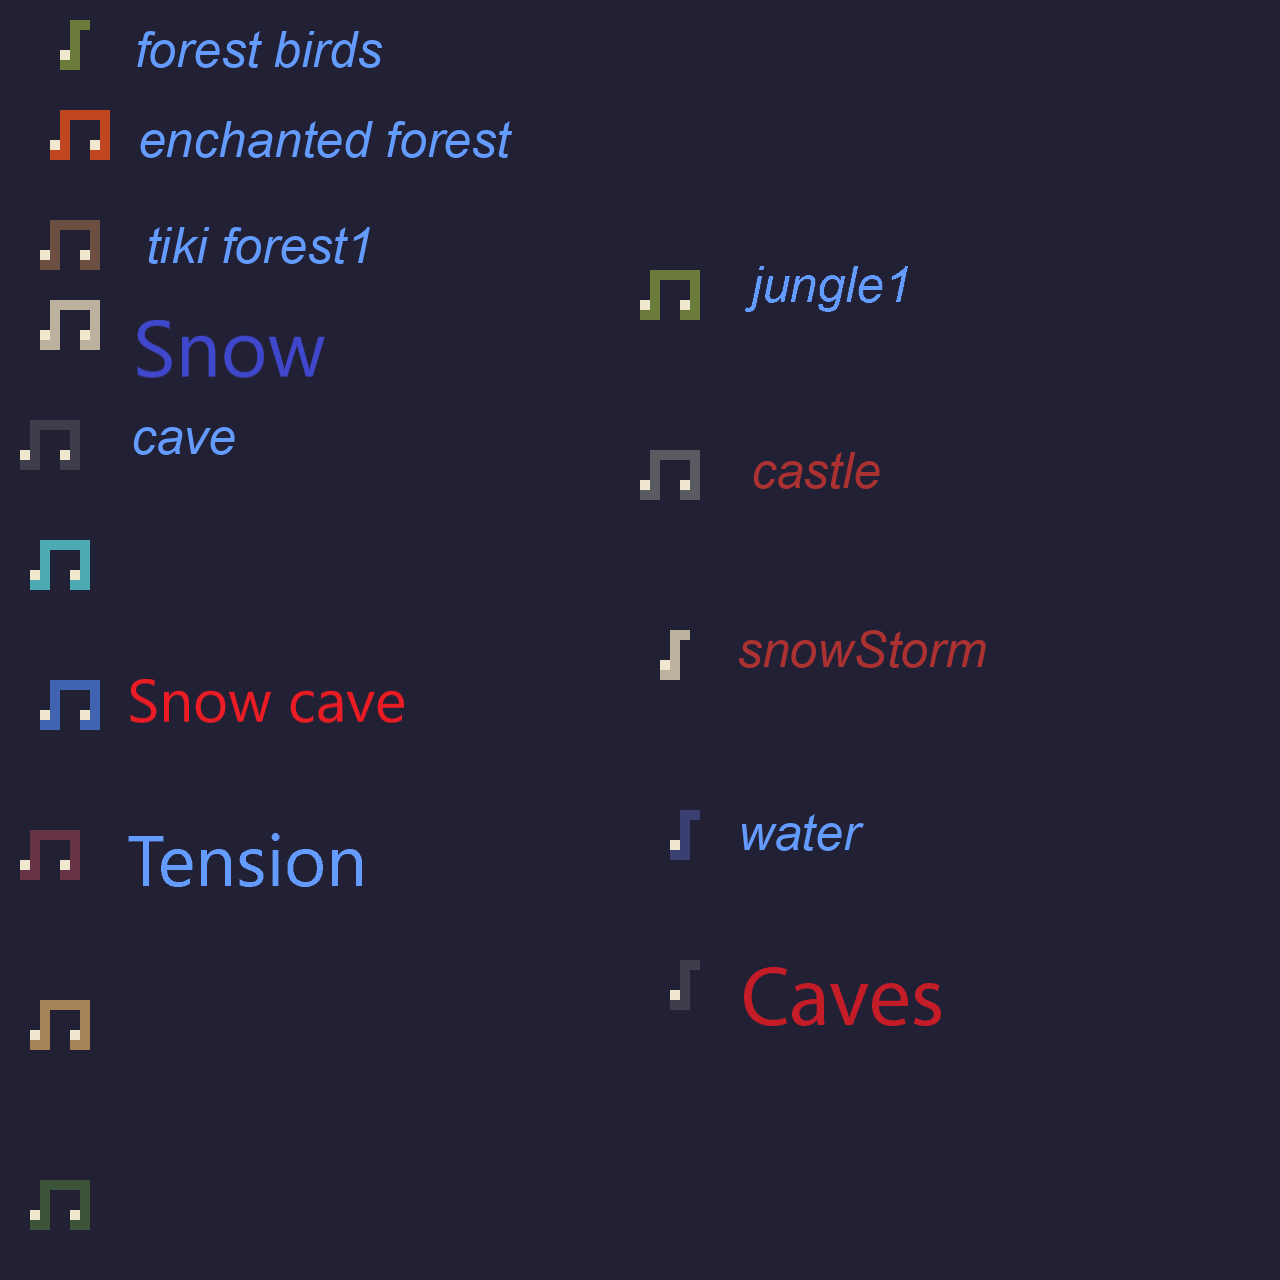 forest birds
enchanted forest
tiki forest1
Snow
cave
Snow cave
Tension
jungle1
castle
snowStorm
water
Caves